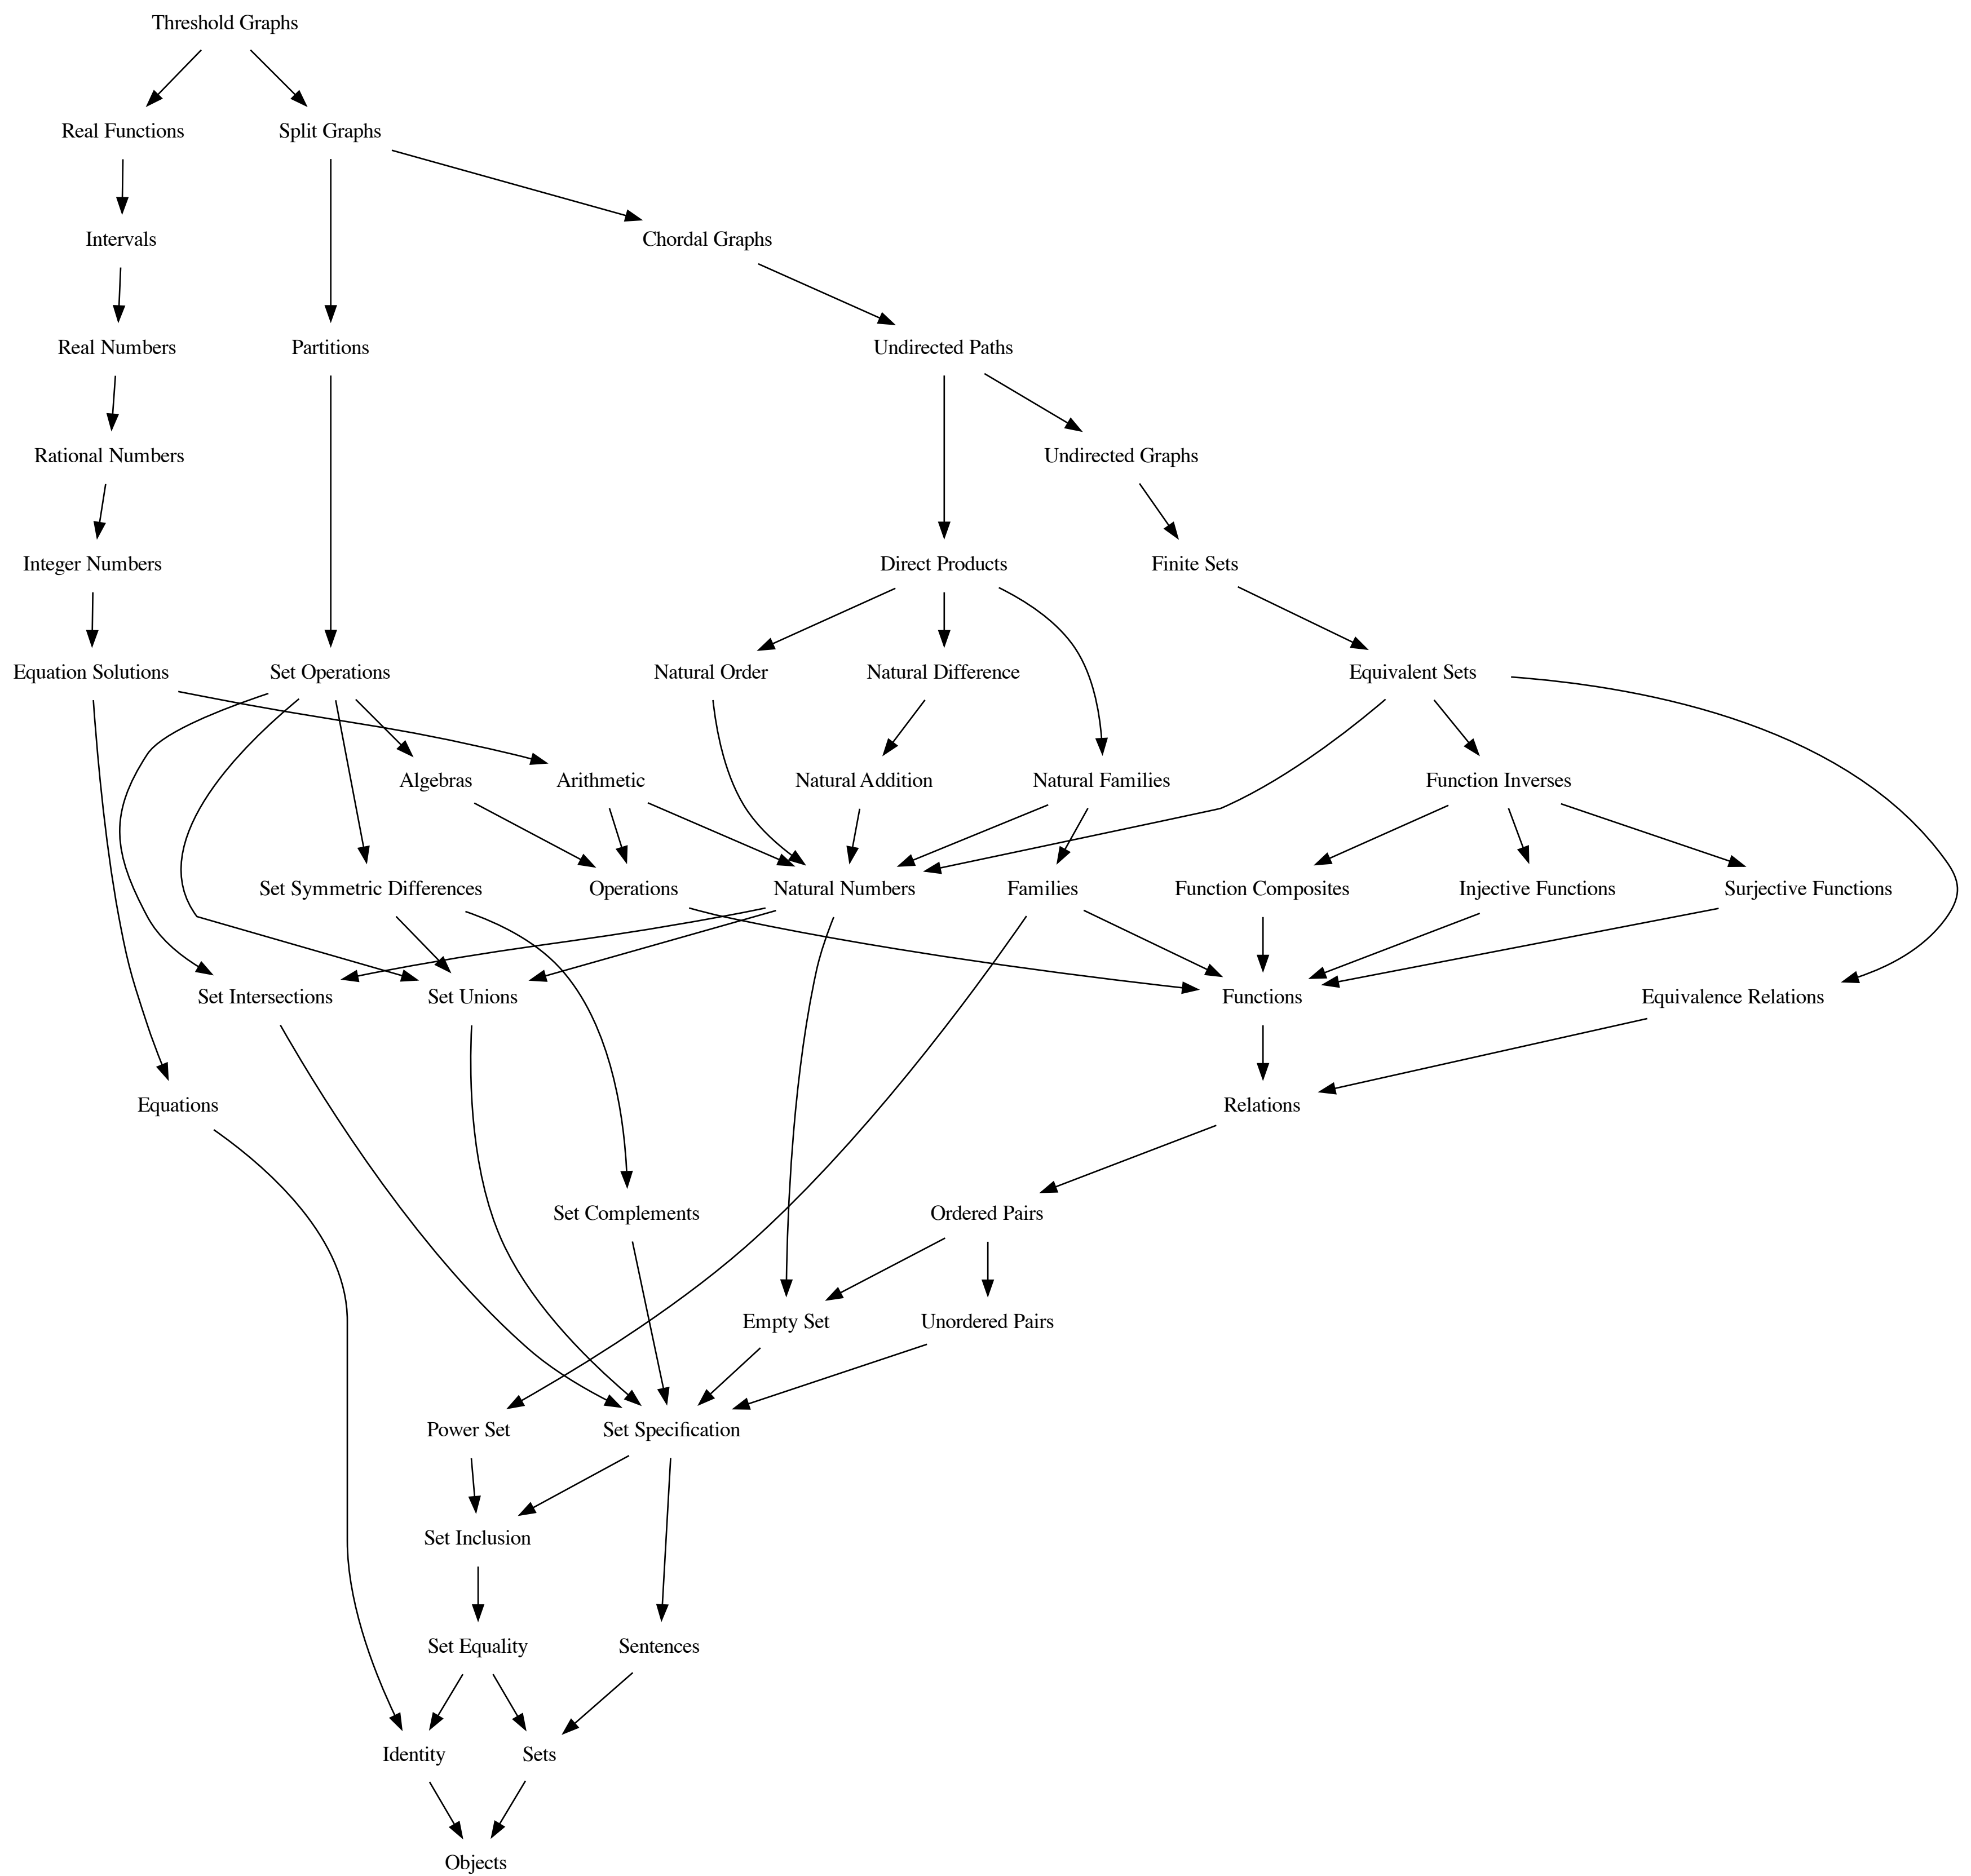 Threshold Graphs
Real Functions
Split Graphs
Intervals
Chordal Graphs
Real Numbers
Partitions
Undirected Paths
Rational Numbers
Undirected Graphs
Integer Numbers
Direct Products
Finite Sets
Equation Solutions
Set Operations
Natural Order
Natural Difference
Equivalent Sets
Algebras
Arithmetic
Natural Addition
Natural Families
Function Inverses
Set Symmetric Differences
Operations
Natural Numbers
Families
Function Composites
Injective Functions
Surjective Functions
Set Intersections
Set Unions
Functions
Equivalence Relations
Equations
Relations
Set Complements
Ordered Pairs
Empty Set
Unordered Pairs
Power Set
Set Specification
Set Inclusion
Set Equality
Sentences
Identity
Sets
Objects